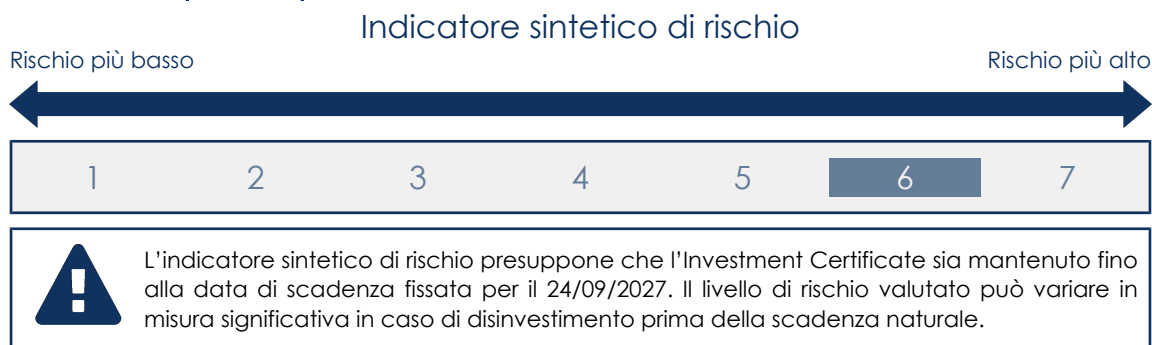 Indicatore sintetico di rischio
Rischio più basso
Rischio più alto
1 2 3 4 5 6 7
L'indicatore sintetico di rischio presuppone che l'Investment Certificate sia mantenuto fino
alla data di scadenza fissata per il 24/09/2027. Il livello di rischio valutato può variare in
misura significativa in caso di disinvestimento prima della scadenza naturale.